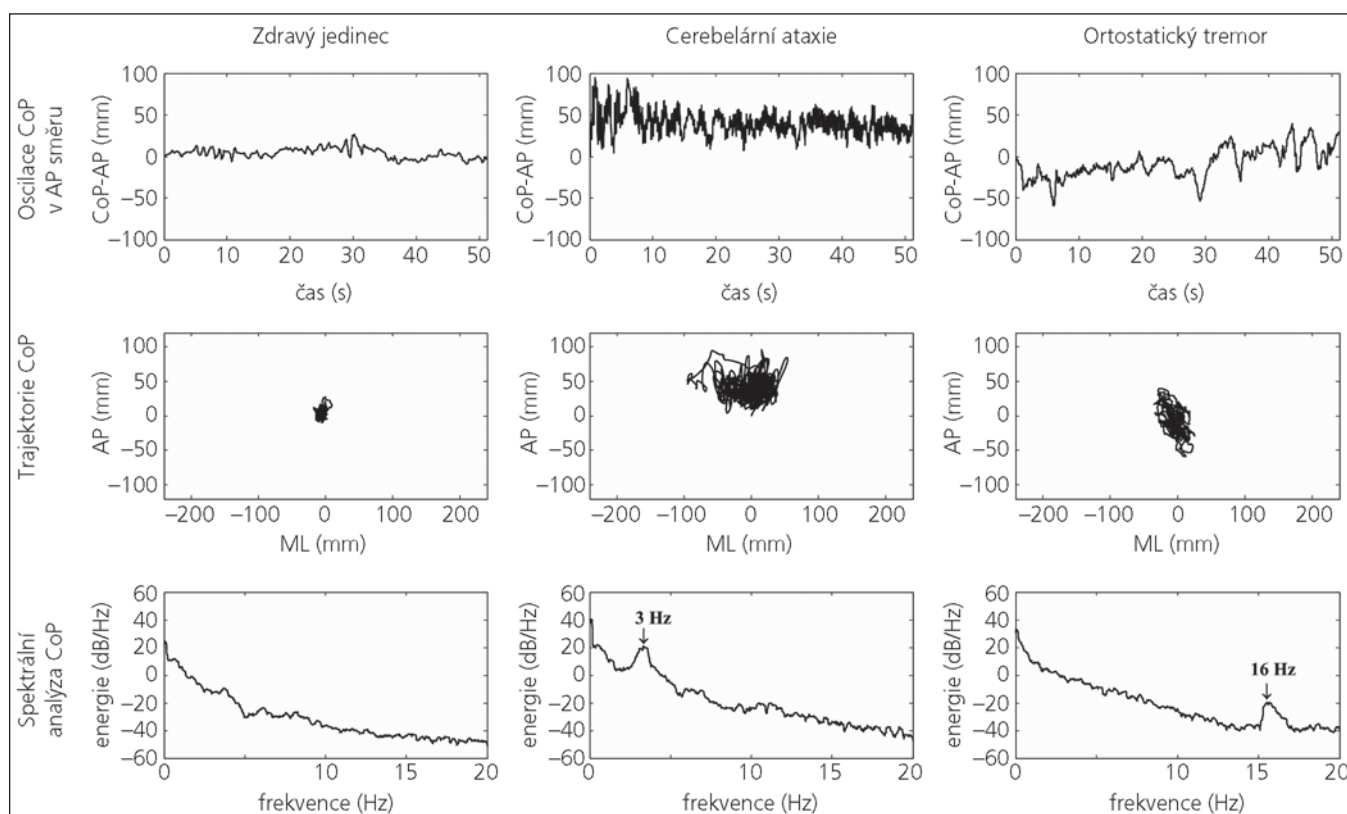 Zdravý jedinec
Cerebelární ataxie
Ortostatický tremor
Oscilace CoP
v AP směru
CoP-AP (mm)
100
50
0
−50
−100
0 10 20 30 40 50
čas (s)
CoP-AP (mm)
100
50
0
−50
−100
0 10 20 30 40 50
čas (s)
CoP-AP (mm)
100
50
0
−50
−100
0 10 20 30 40 50
čas (s)
Trajektorie CoP
AP (mm)
100
50
0
−50
−100
−200 −100 0 100 200
ML (mm)
AP (mm)
100
50
0
−50
−100
−200 −100 0 100 200
ML (mm)
AP (mm)
100
50
0
−50
−100
−200 −100 0 100 200
ML (mm)
Spektrální
analýza CoP
energie (dB/Hz)
60
40
20
0
−20
−40
−60
0 5 10 15 20
frekvence (Hz)
energie (dB/Hz)
60
40
20
0
−20
−40
−60
3 Hz
0 5 10 15 20
frekvence (Hz)
energie (dB/Hz)
60
40
20
0
−20
−40
−60
16 Hz
0 5 10 15 20
frekvence (Hz)